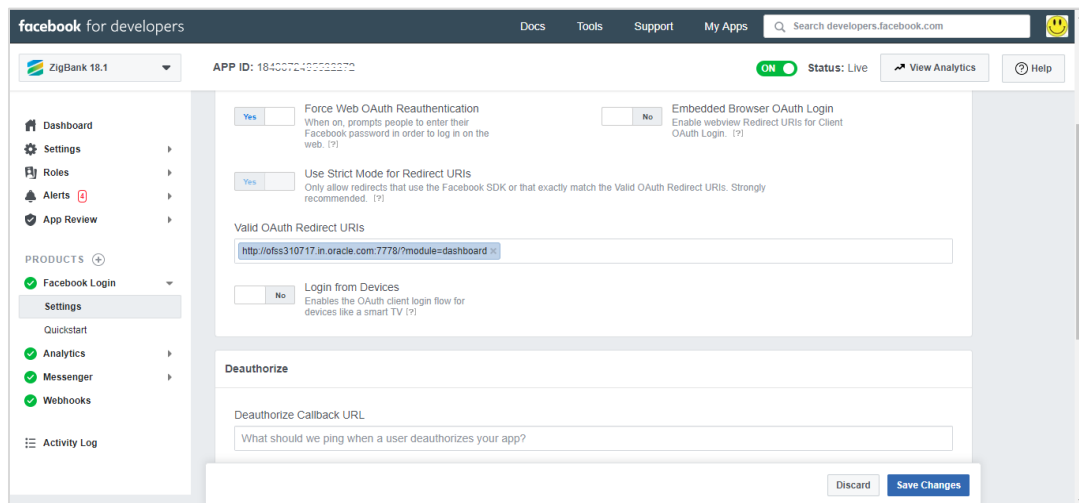 facebook for developers
Docs
Tools
Support
My Apps
Search developers.facebook.com
ZigBank 18.1
APP ID:
ON
Status: Live
View Analytics
Help
Dashboard
Settings
Roles
Alerts 4
App Review
PRODUCTS
Facebook Login
Settings
Quickstart
Analytics
Messenger
Webhooks
Activity Log
Yes
Force Web OAuth Reauthentication
When on, prompts people to enter their
Facebook password in order to log in on the
web. [?]
No
Embedded Browser OAuth Login
Enable webview Redirect URIs for Client
OAuth Login. [?]
Yes
Use Strict Mode for Redirect URIs
Only allow redirects that use the Facebook SDK or that exactly match the Valid OAuth Redirect URIs. Strongly
recommended. [?]
Valid OAuth Redirect URIs
http://ofss310717.in.oracle.com:7778/?module=dashboard
No
Login from Devices
Enables the OAuth client login flow for
devices like a smart TV [?]
Deauthorize
Deauthorize Callback URL
What should we ping when a user deauthorizes your app?
Discard
Save Changes